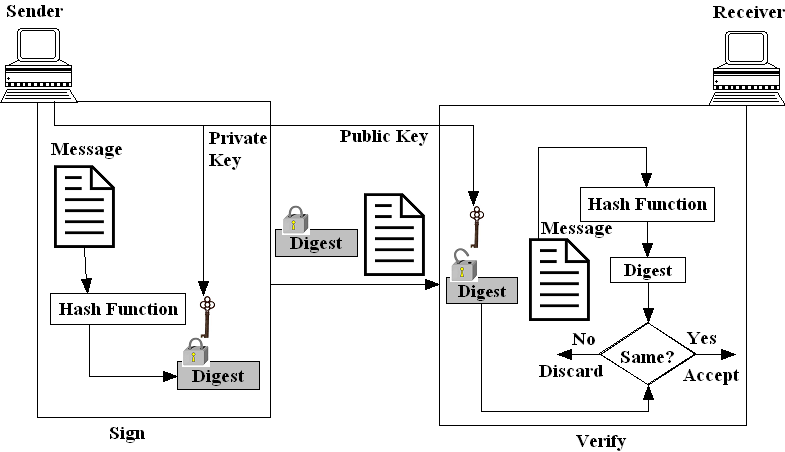 Sender
Receiver
Private
Key
Public Key
Message
Hash Function
Digest
Sign
Digest
Digest
Message
Hash Function
Digest
Same?
No
Discard
Yes
Accept
Verify